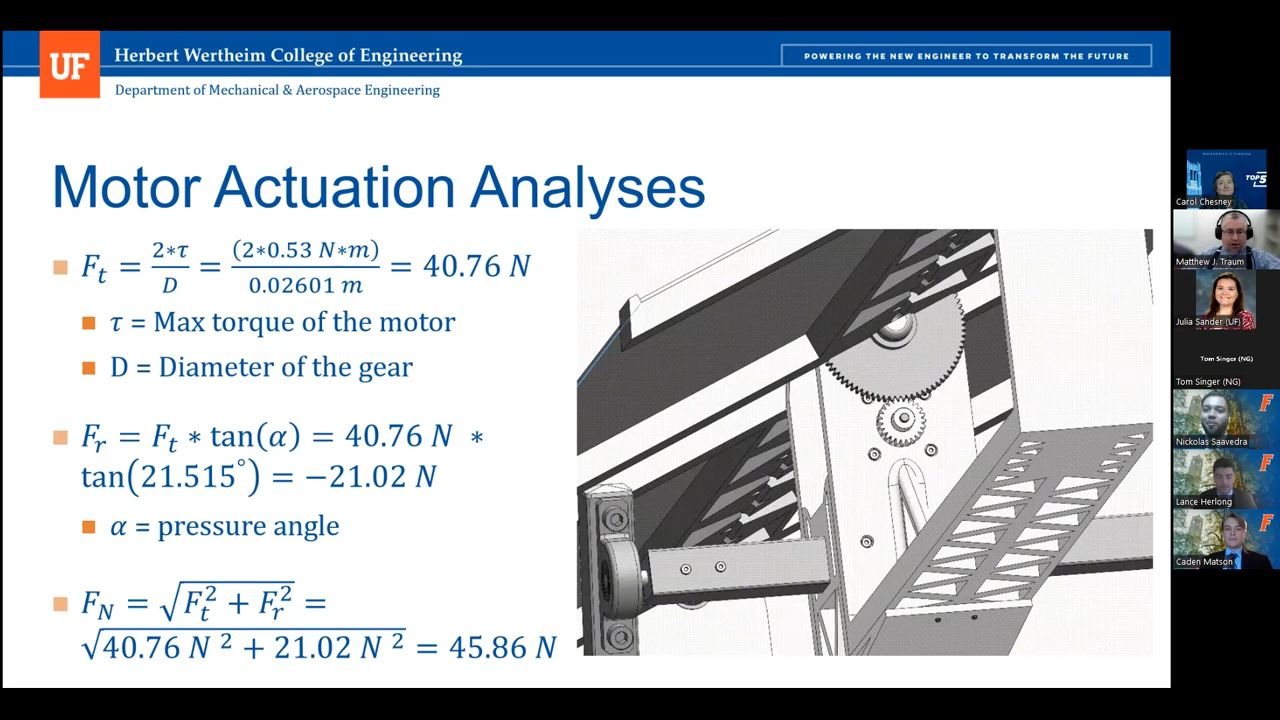 UF
Herbert Wertheim College of Engineering
POWERING THE NEW ENGINEER TO TRANSFORM THE FUTURE
Department of Mechanical & Aerospace Engineering
Motor Actuation Analyses
F_t = 2∗τ/D = (2∗0.53 N∗m)/0.02601 m = 40.76 N
τ = Max torque of the motor
D = Diameter of the gear
F_r = F_t ∗ tan(α) = 40.76 N ∗
tan(21.515°) = −21.02 N
α = pressure angle
F_N = √(F_t² + F_r²) =
√(40.76 N ² + 21.02 N ²) = 45.86 N
TOP 5
Carol Chesney
Matthew J. Traum
Julia Sander (UF)
Tom Singer (NG)
Tom Singer (NG)
F
Nickolas Saavedra
F
Lance Herlong
F
Caden Matson